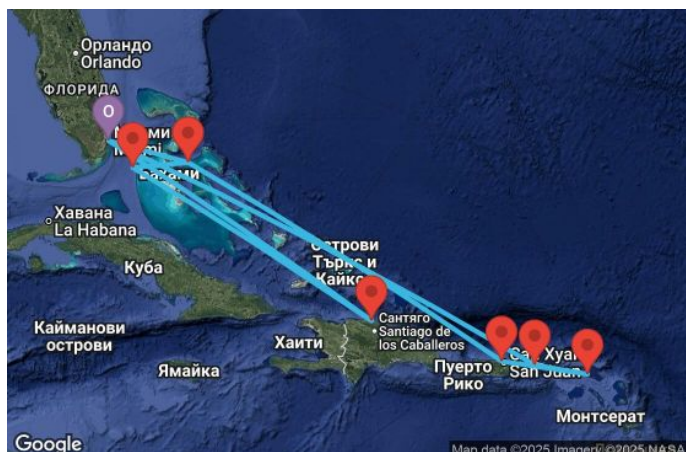 Орландо
Orlando
ФЛОРИДА
O
Хавана
La Habana
Куба
Острови
Търкс и
Кайманови
острови
Ямайка
Хаити
Сантяго
Santiago de
los Caballeros
Пуерто
Рико
San Juan
Монтсерат
Google
Map data ©2025 Imagery ©2025 NASA